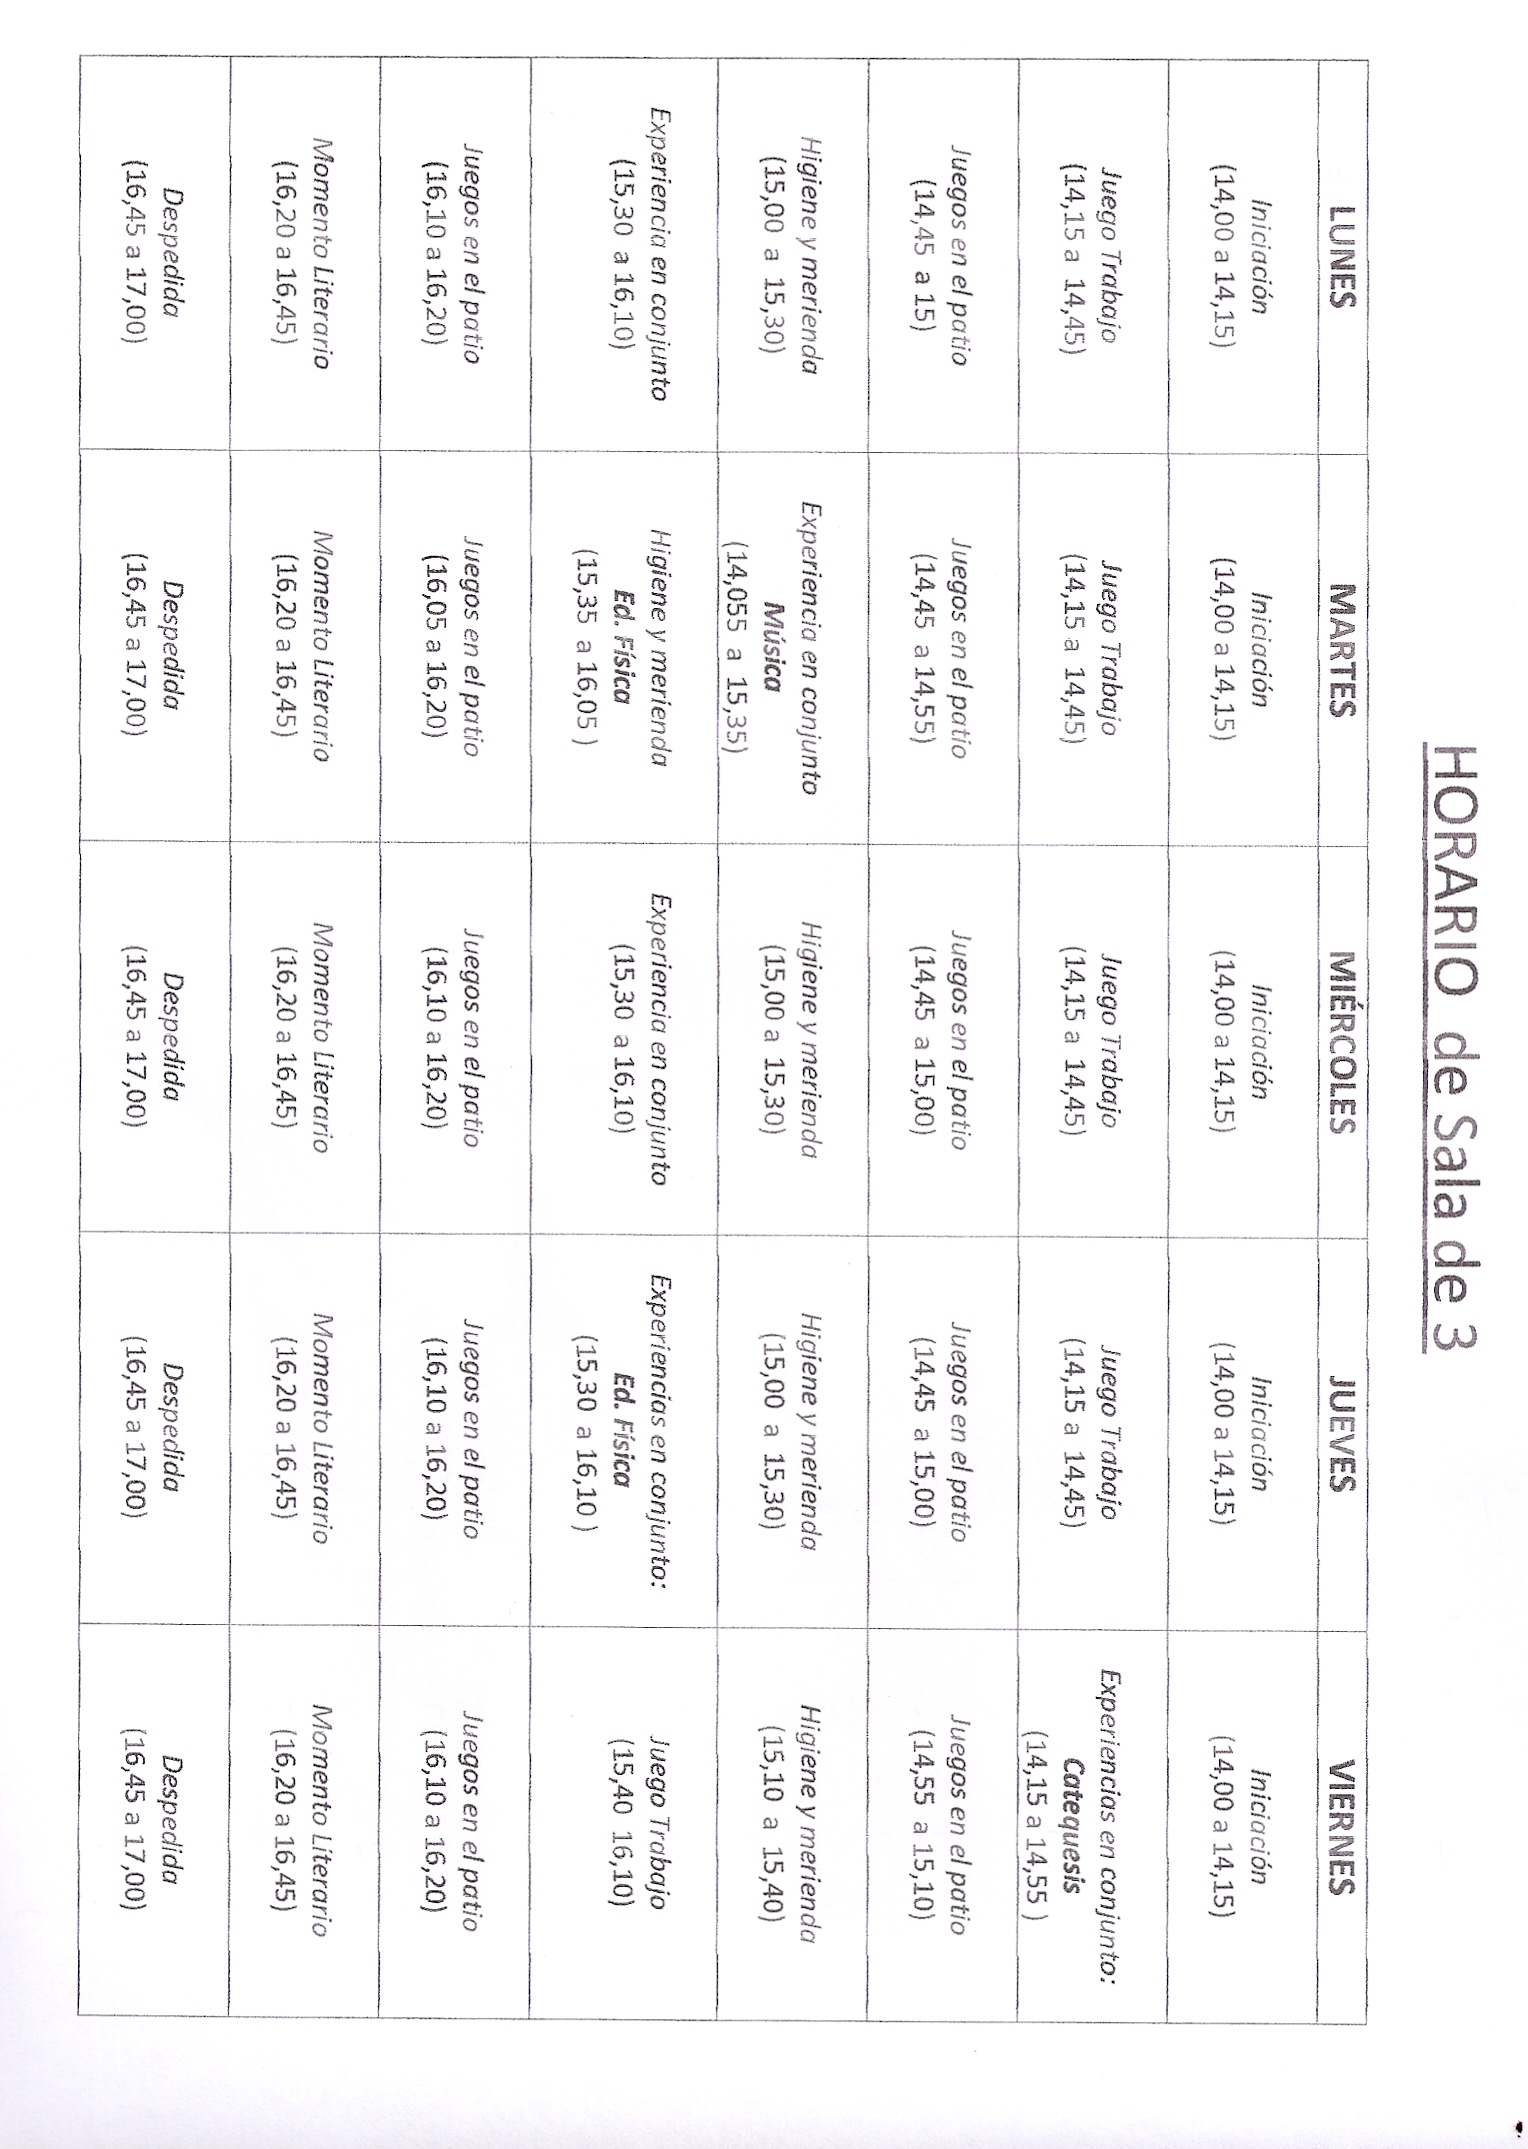 HORARIO de Sala de 3
LUNES MARTES MIÉRCOLES JUEVES VIERNES
Iniciación Iniciación Iniciación Iniciación Iniciación
(14,00 a 14,15) (14,00 a 14,15) (14,00 a 14,15) (14,00 a 14,15) (14,00 a 14,15)
Juego Trabajo Juego Trabajo Juego Trabajo Juego Trabajo Experiencias en conjunto:
(14,15 a 14,45) (14,15 a 14,45) (14,15 a 14,45) (14,15 a 14,45) Catequesis
(14,15 a 14,55 )
Juegos en el patio Juegos en el patio Juegos en el patio Juegos en el patio Juegos en el patio
(14,45 a 15) (14,45 a 14,55) (14,45 a 15,00) (14,45 a 15,00) (14,55 a 15,10)
Higiene y merienda Experiencia en conjunto Higiene y merienda Higiene y merienda Higiene y merienda
(15,00 a 15,30) Música (15,00 a 15,30) (15,00 a 15,30) (15,10 a 15,40)
(14,055 a 15,35)
Experiencia en conjunto Higiene y merienda Experiencia en conjunto Experiencias en conjunto: Juego Trabajo
(15,30 a 16,10) Ed. Física (15,30 a 16,10) Ed. Física (15,40 16,10)
(15,35 a 16,05 ) (15,30 a 16,10 )
Juegos en el patio Juegos en el patio Juegos en el patio Juegos en el patio Juegos en el patio
(16,10 a 16,20) (16,05 a 16,20) (16,10 a 16,20) (16,10 a 16,20) (16,10 a 16,20)
Momento Literario Momento Literario Momento Literario Momento Literario Momento Literario
(16,20 a 16,45) (16,20 a 16,45) (16,20 a 16,45) (16,20 a 16,45) (16,20 a 16,45)
Despedida Despedida Despedida Despedida Despedida
(16,45 a 17,00) (16,45 a 17,00) (16,45 a 17,00) (16,45 a 17,00) (16,45 a 17,00)